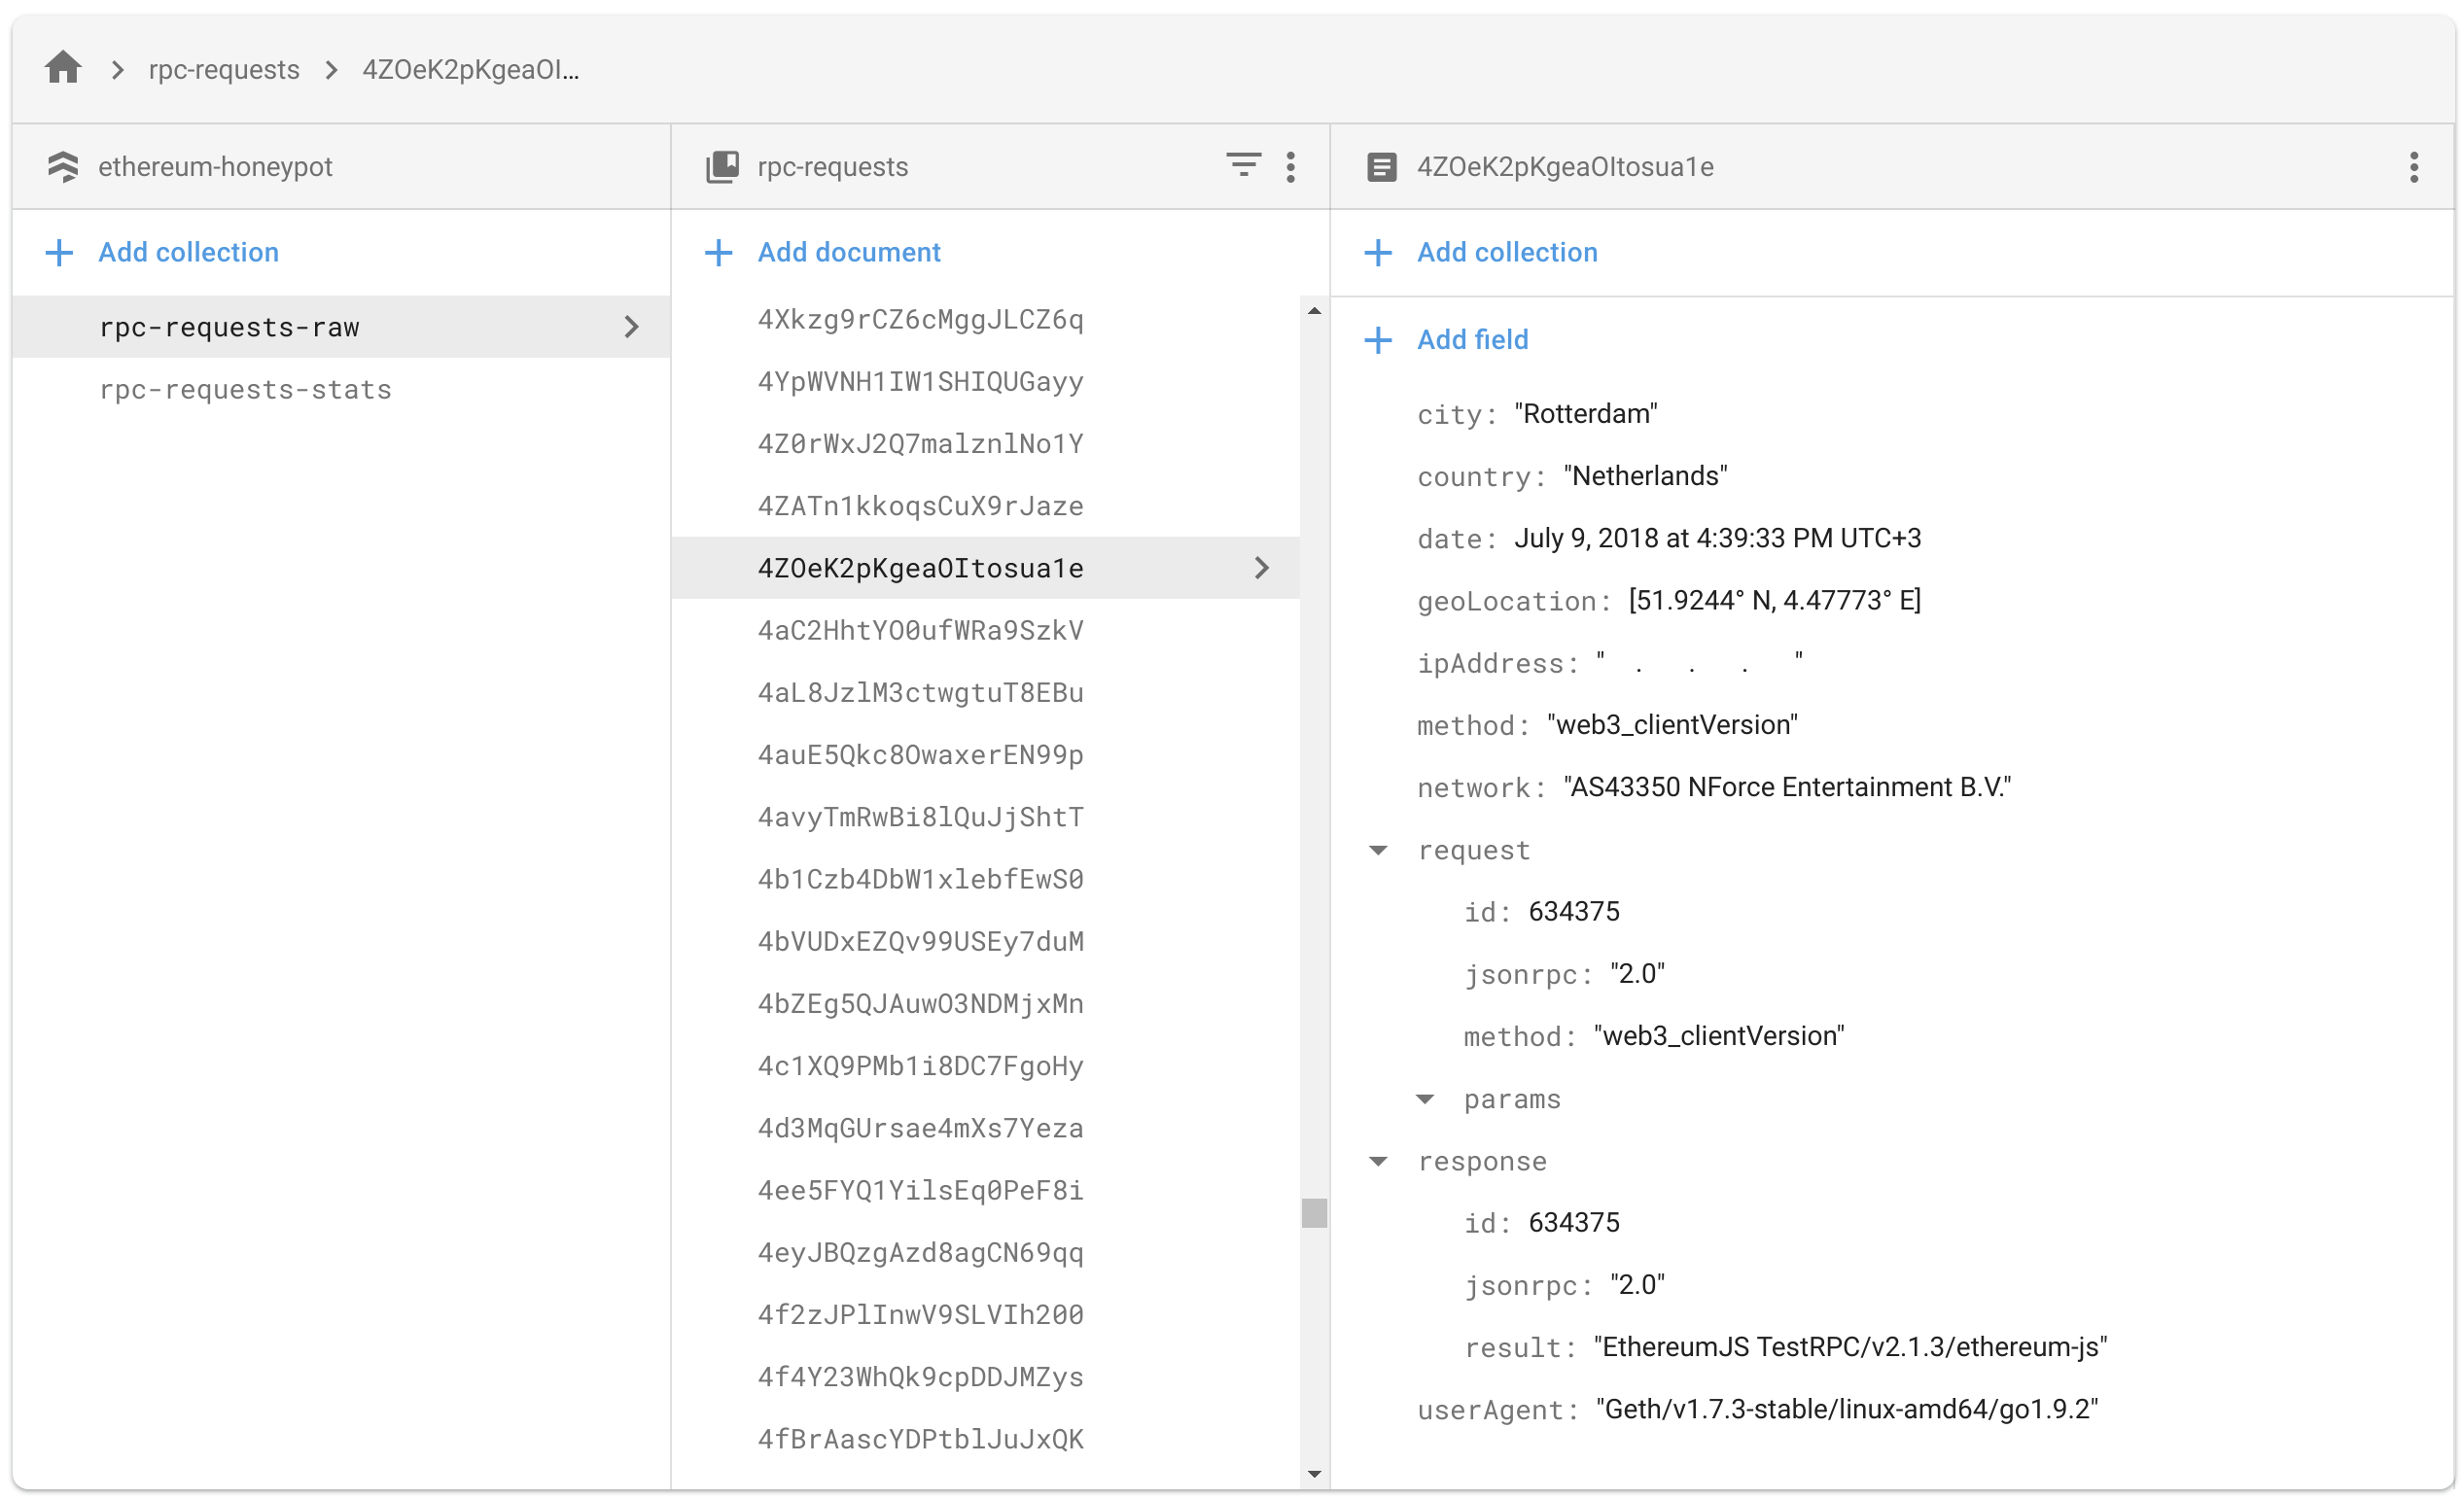 rpc-requests 4ZOeK2pKgeaOI...
ethereum-honeypot
Add collection
rpc-requests-raw
rpc-requests-stats
rpc-requests
Add document
4Xkzg9rCZ6cMggJLCZ6q
4YpWVNH1IW1SHIQUGayy
4Z0rWxJ2Q7malznlNo1Y
4ZATn1kkoqsCuX9rJaze
4ZOeK2pKgeaOItosua1e
4aC2HhtYO0ufWRa9SzkV
4aL8JzlM3ctwgtuT8EBu
4auE5Qkc8OwaxerEN99p
4avyTmRwBi8lQuJjShtT
4b1Czb4DbW1xlebfEwS0
4bVUDxEZQv99USEy7duM
4bZEg5QJAuwO3NDMjxMn
4c1XQ9PMb1i8DC7FgoHy
4d3MqGUrsae4mXs7Yeza
4ee5FYQ1YilsEq0PeF8i
4eyJBQzgAzd8agCN69qq
4f2zJPlInwV9SLVIh200
4f4Y23WhQk9cpDDJMZys
4fBrAascYDPtblJuJxQK
4ZOeK2pKgeaOItosua1e
Add collection
Add field
city: "Rotterdam"
country: "Netherlands"
date: July 9, 2018 at 4:39:33 PM UTC+3
geoLocation: [51.9244° N, 4.47773° E]
ipAddress: " . . . "
method: "web3_clientVersion"
network: "AS43350 NForce Entertainment B.V."
request
id: 634375
jsonrpc: "2.0"
method: "web3_clientVersion"
params
response
id: 634375
jsonrpc: "2.0"
result: "EthereumJS TestRPC/v2.1.3/ethereum-js"
userAgent: "Geth/v1.7.3-stable/linux-amd64/go1.9.2"